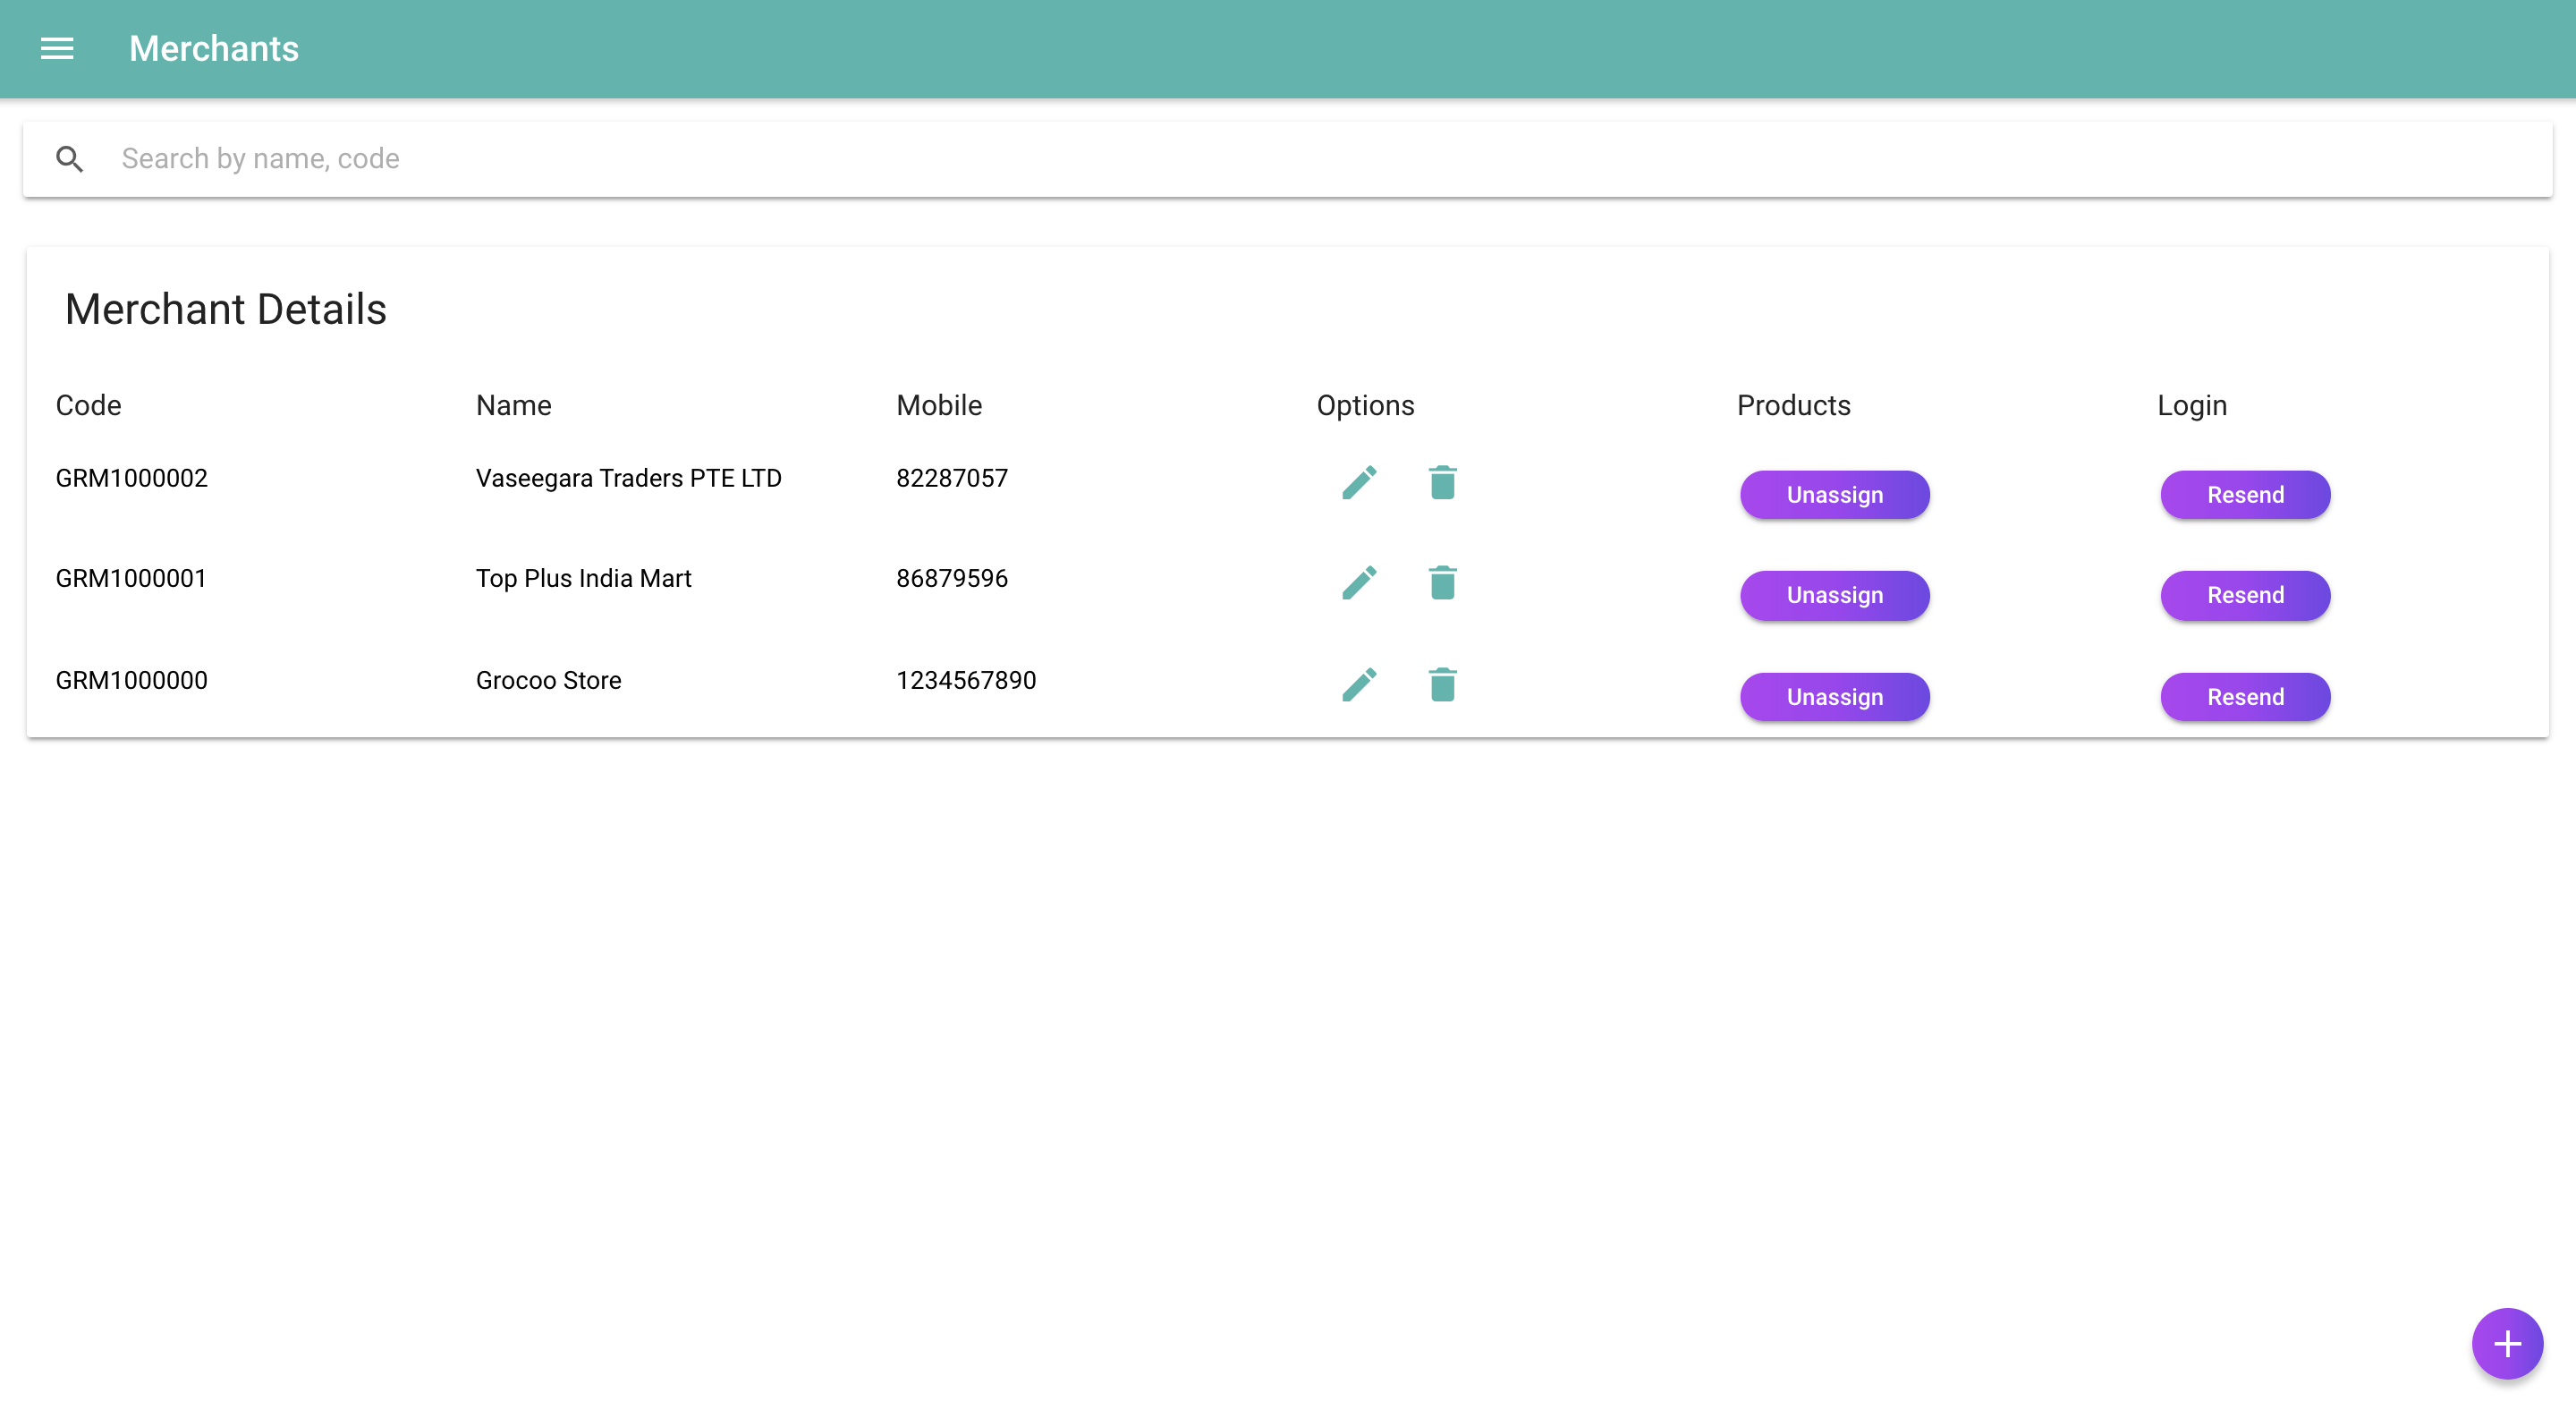 Merchants
Search by name, code
Merchant Details
Code Name Mobile Options Products Login
GRM1000002 Vaseegara Traders PTE LTD 82287057 Unassign Resend
GRM1000001 Top Plus India Mart 86879596 Unassign Resend
GRM1000000 Grocoo Store 1234567890 Unassign Resend